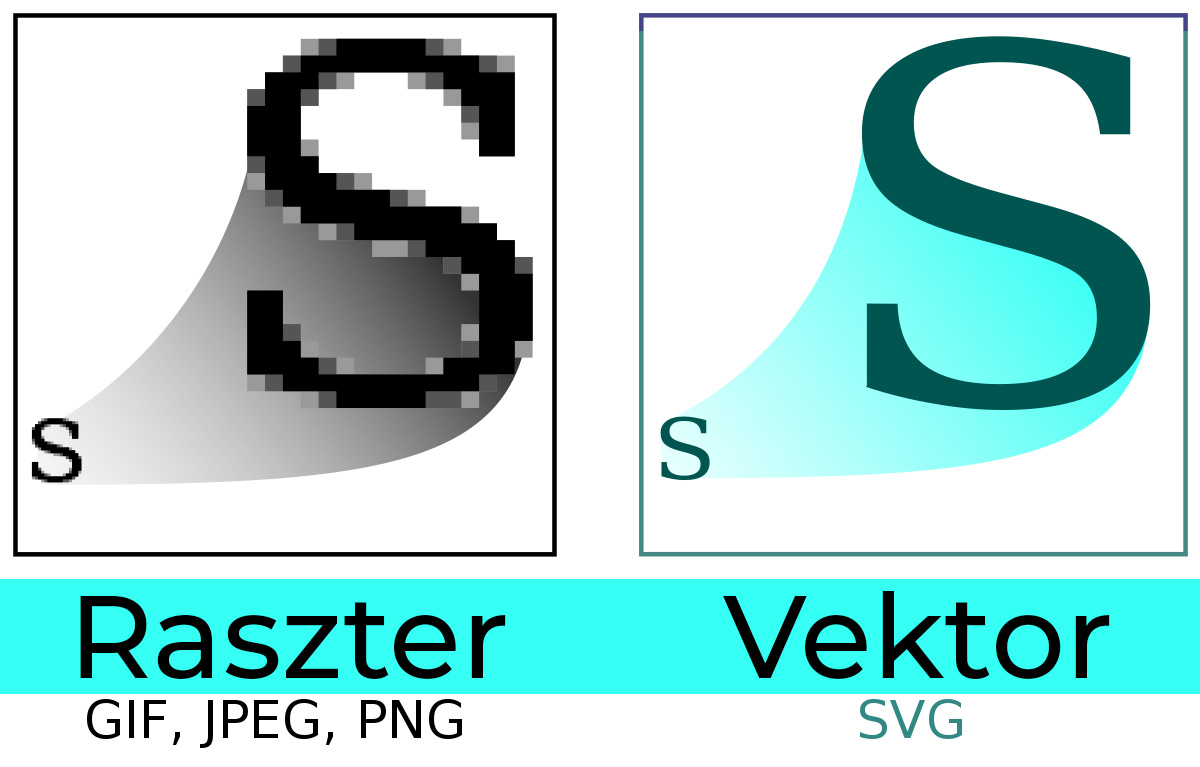 S
S
S
S
Raszter
Vektor
GIF, JPEG, PNG
SVG